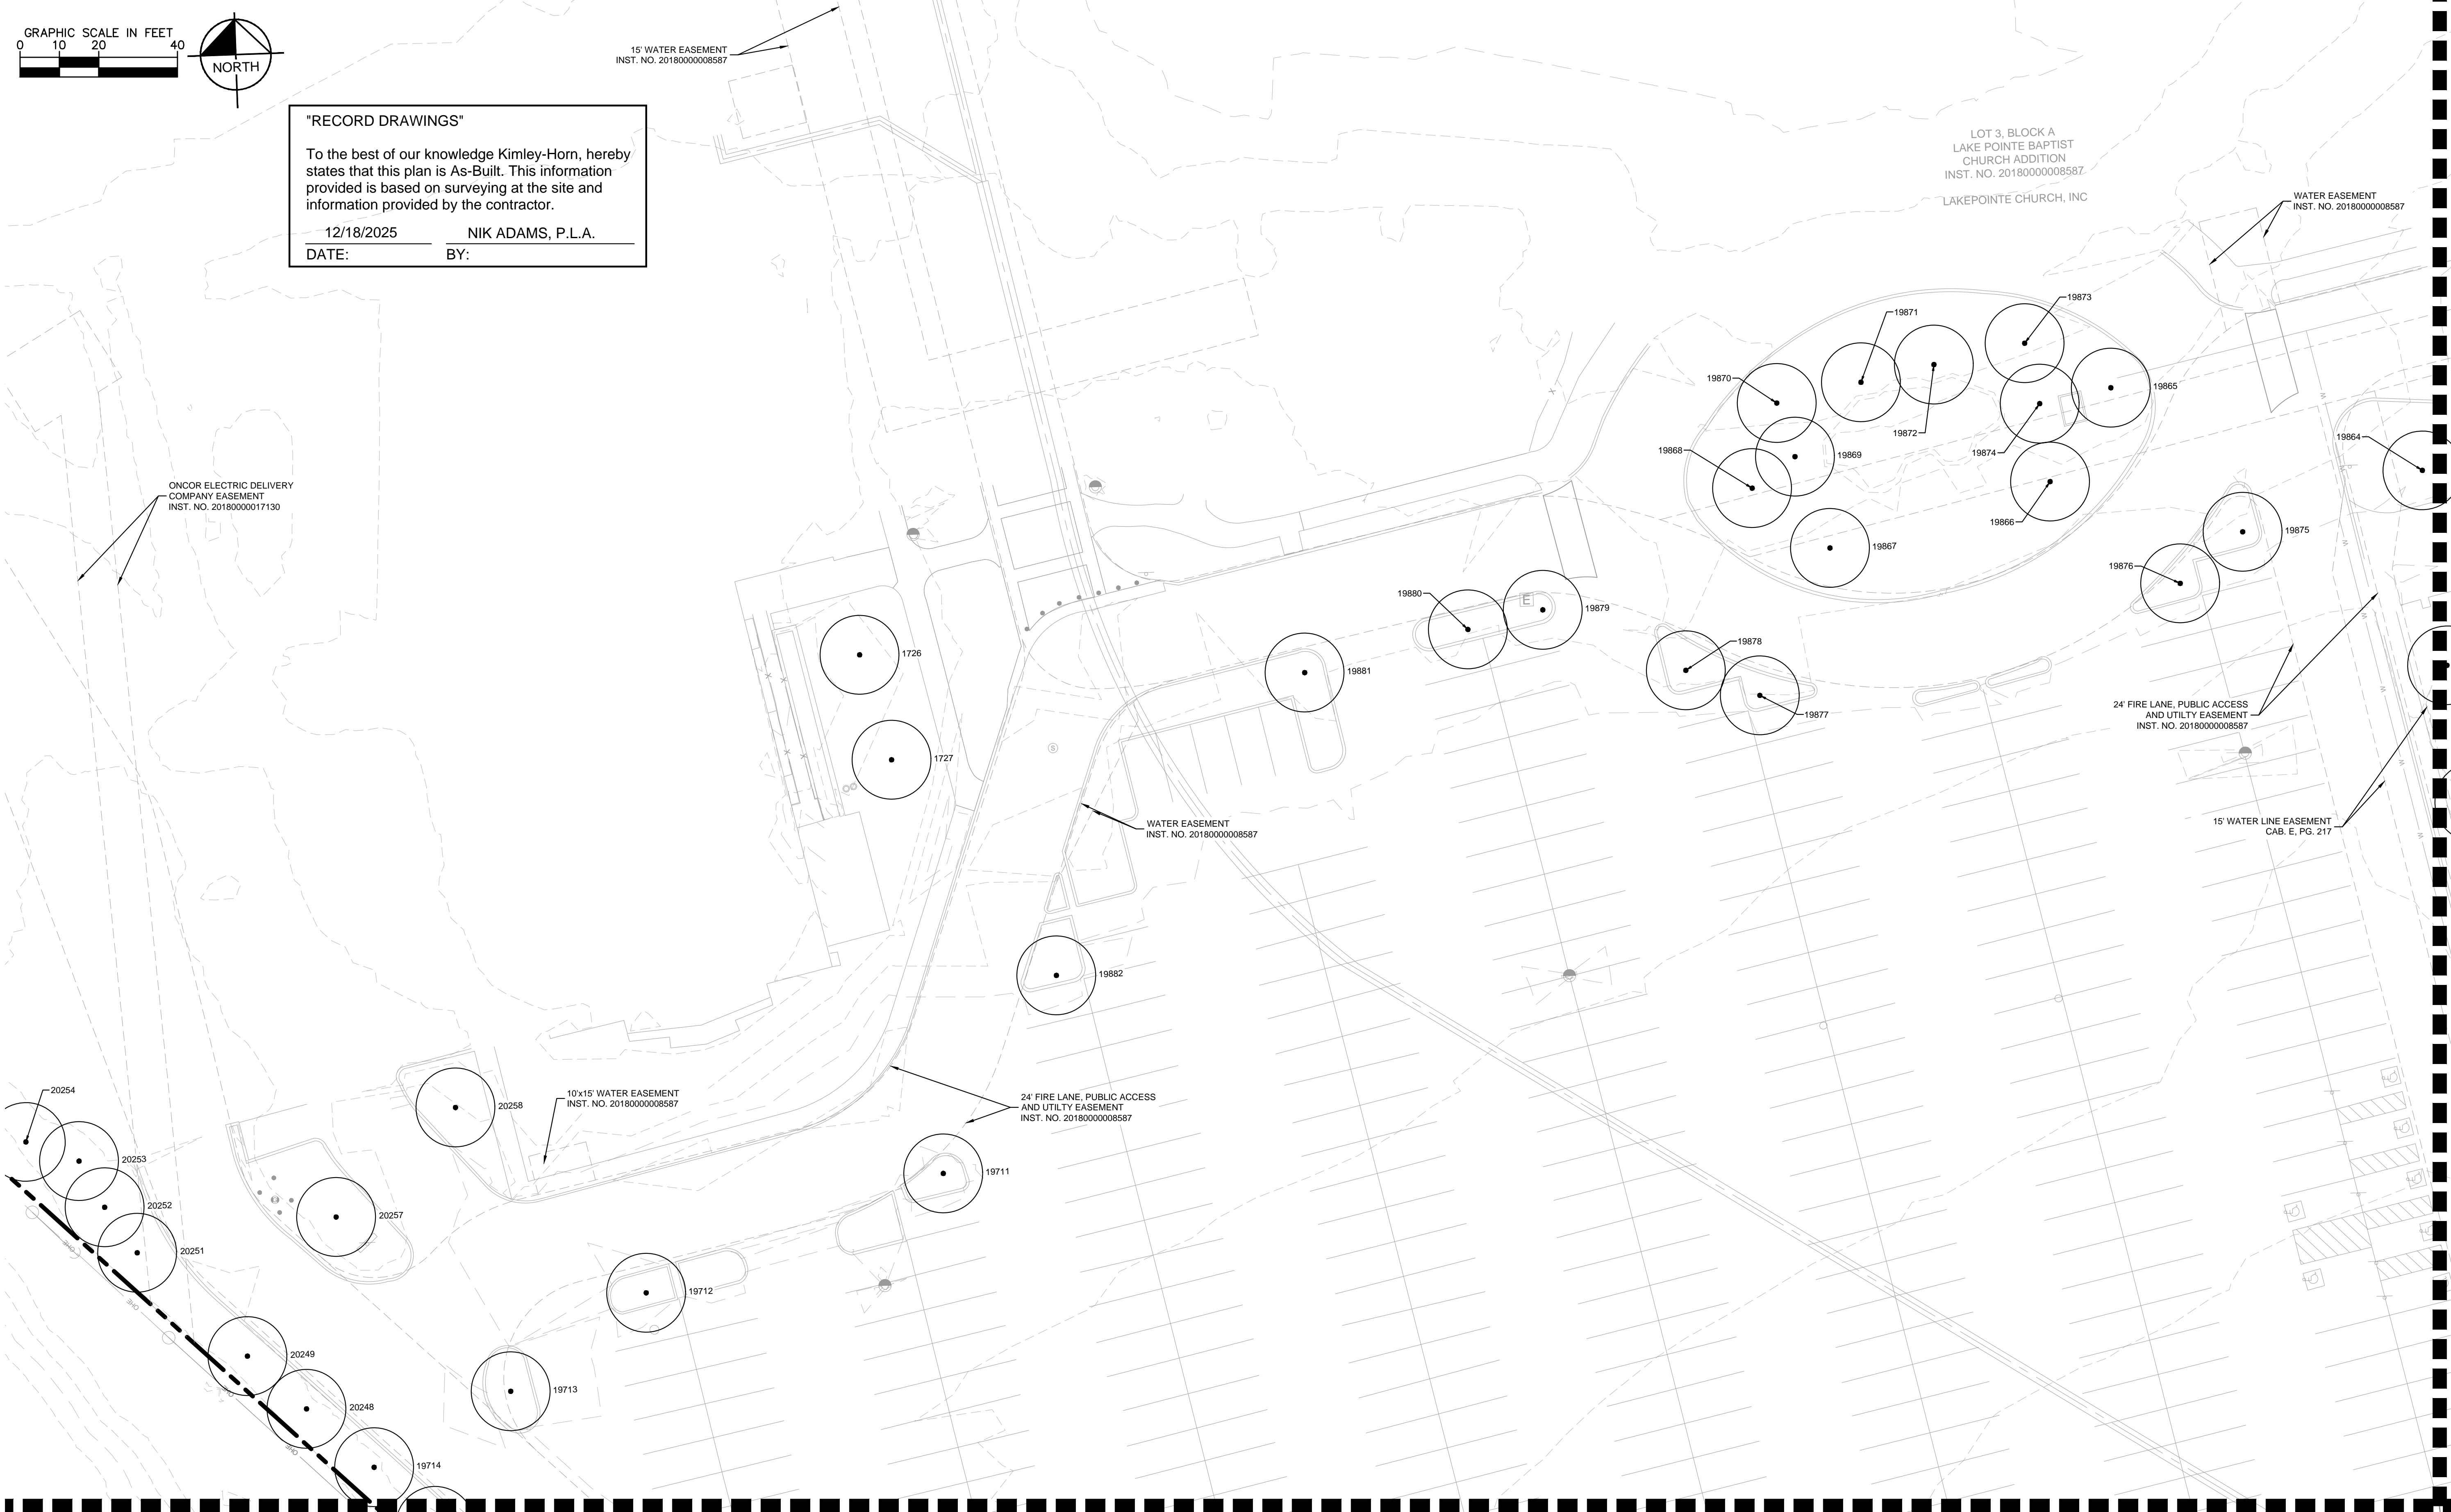 GRAPHIC SCALE IN FEET
0 10 20 40
NORTH
15' WATER EASEMENT
INST. NO. 20180000008587
"RECORD DRAWINGS"
To the best of our knowledge Kimley-Horn, hereby
states that this plan is As-Built. This information
provided is based on surveying at the site and
information provided by the contractor.
12/18/2025 NIK ADAMS, P.L.A.
DATE: BY:
LOT 3, BLOCK A
LAKE POINTE BAPTIST
CHURCH ADDITION
INST. NO. 20180000008587
LAKEPOINTE CHURCH, INC
WATER EASEMENT
INST. NO. 20180000008587
19873
19871
19870
19865
19872
19864
19868
19869
19874
ONCOR ELECTRIC DELIVERY
COMPANY EASEMENT
INST. NO. 20180000017130
19866
19875
19867
19876
19880
E
19879
19878
1726
19881
19877
24' FIRE LANE, PUBLIC ACCESS
AND UTILTY EASEMENT
INST. NO. 20180000008587
1727
S
WATER EASEMENT
INST. NO. 20180000008587
15' WATER LINE EASEMENT
CAB. E, PG. 217
19882
20254
10'x15' WATER EASEMENT
INST. NO. 20180000008587
20258
24' FIRE LANE, PUBLIC ACCESS
AND UTILTY EASEMENT
INST. NO. 20180000008587
20253
19711
20252
20257
20251
OHE
19712
OHE
20249
19713
20248
OHE
19714